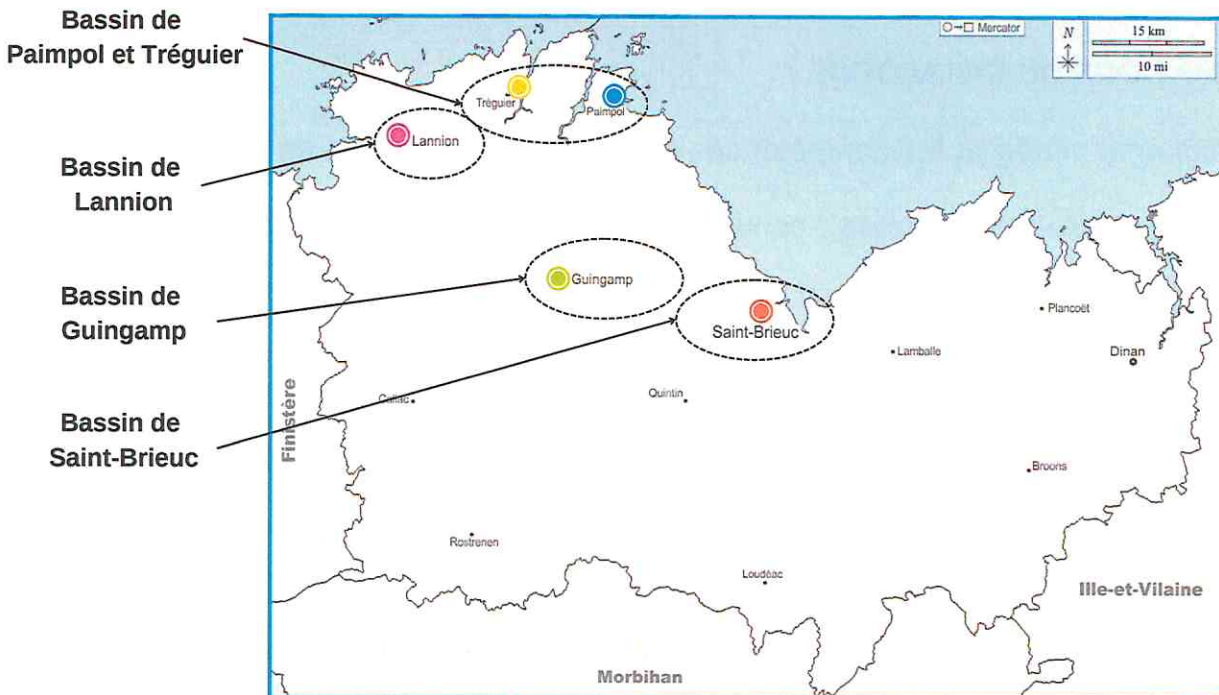 Bassin de
Paimpol et Tréguier
Bassin de
Lannion
Bassin de
Guingamp
Bassin de
Saint-Brieuc
Mercator
N
15 km
10 mi
Tréguier
Paimpol
Lannion
Guingamp
Saint-Brieuc
Plancoët
Lamballe
Dinan
Callac
Quintin
Finistère
Broons
Rostrenen
Loudéac
Ille-et-Vilaine
Morbihan